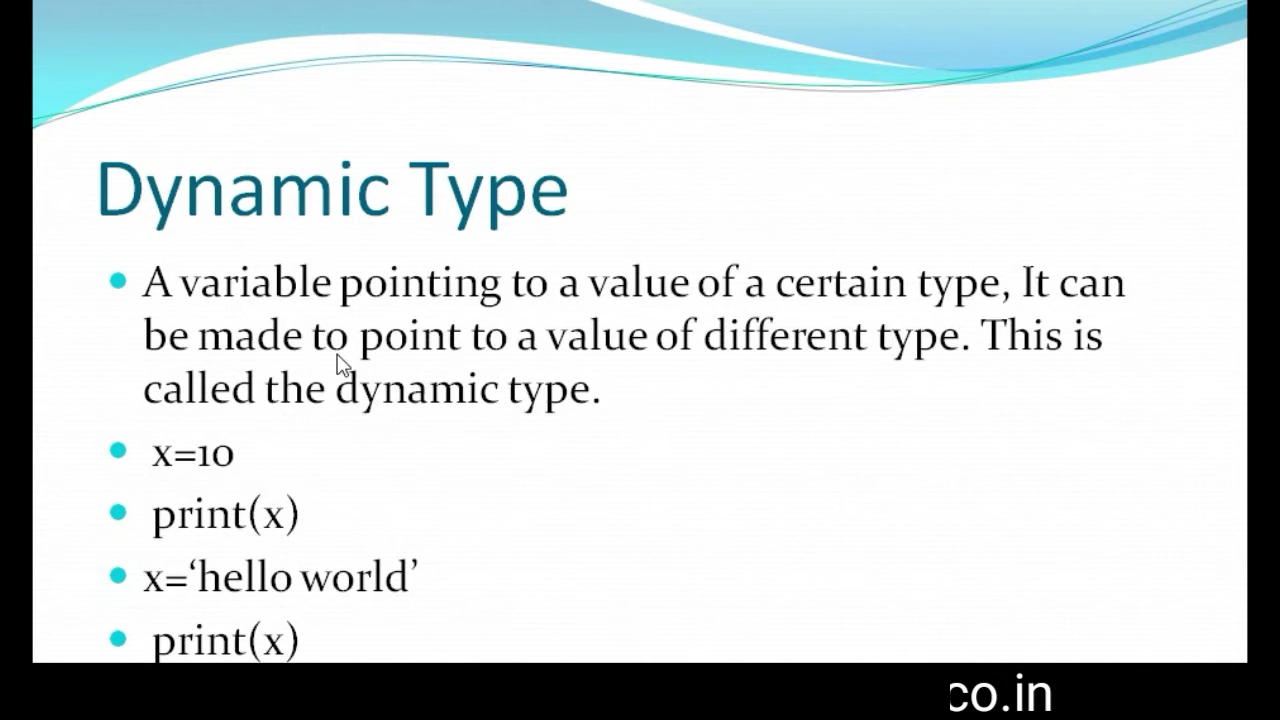 Dynamic Type
A variable pointing to a value of a certain type, It can
be made to point to a value of different type. This is
called the dynamic type.
x=10
print(x)
x=‘hello world’
print(x)
co.in